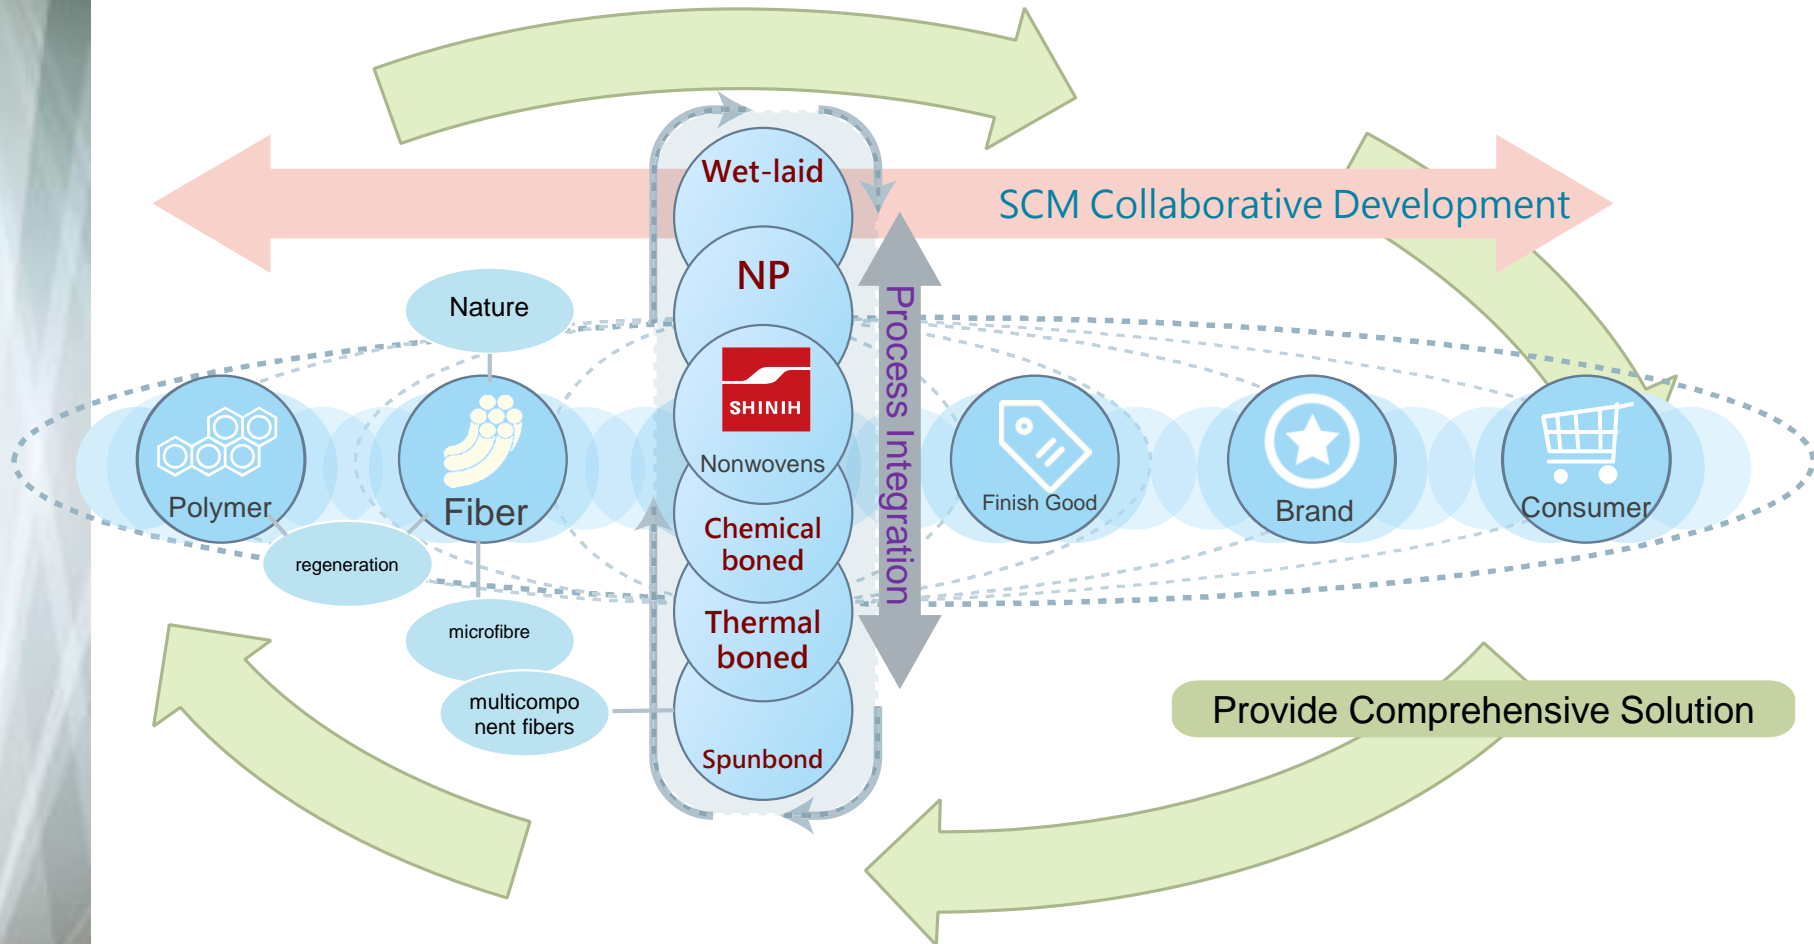 Wet-laid
SCM Collaborative Development
NP
Nature
Process Integration
SHINIH
Nonwovens
Polymer
Fiber
Finish Good
Brand
Consumer
Chemical
boned
regeneration
Thermal
boned
microfibre
multicompo
nent fibers
Spunbond
Provide Comprehensive Solution